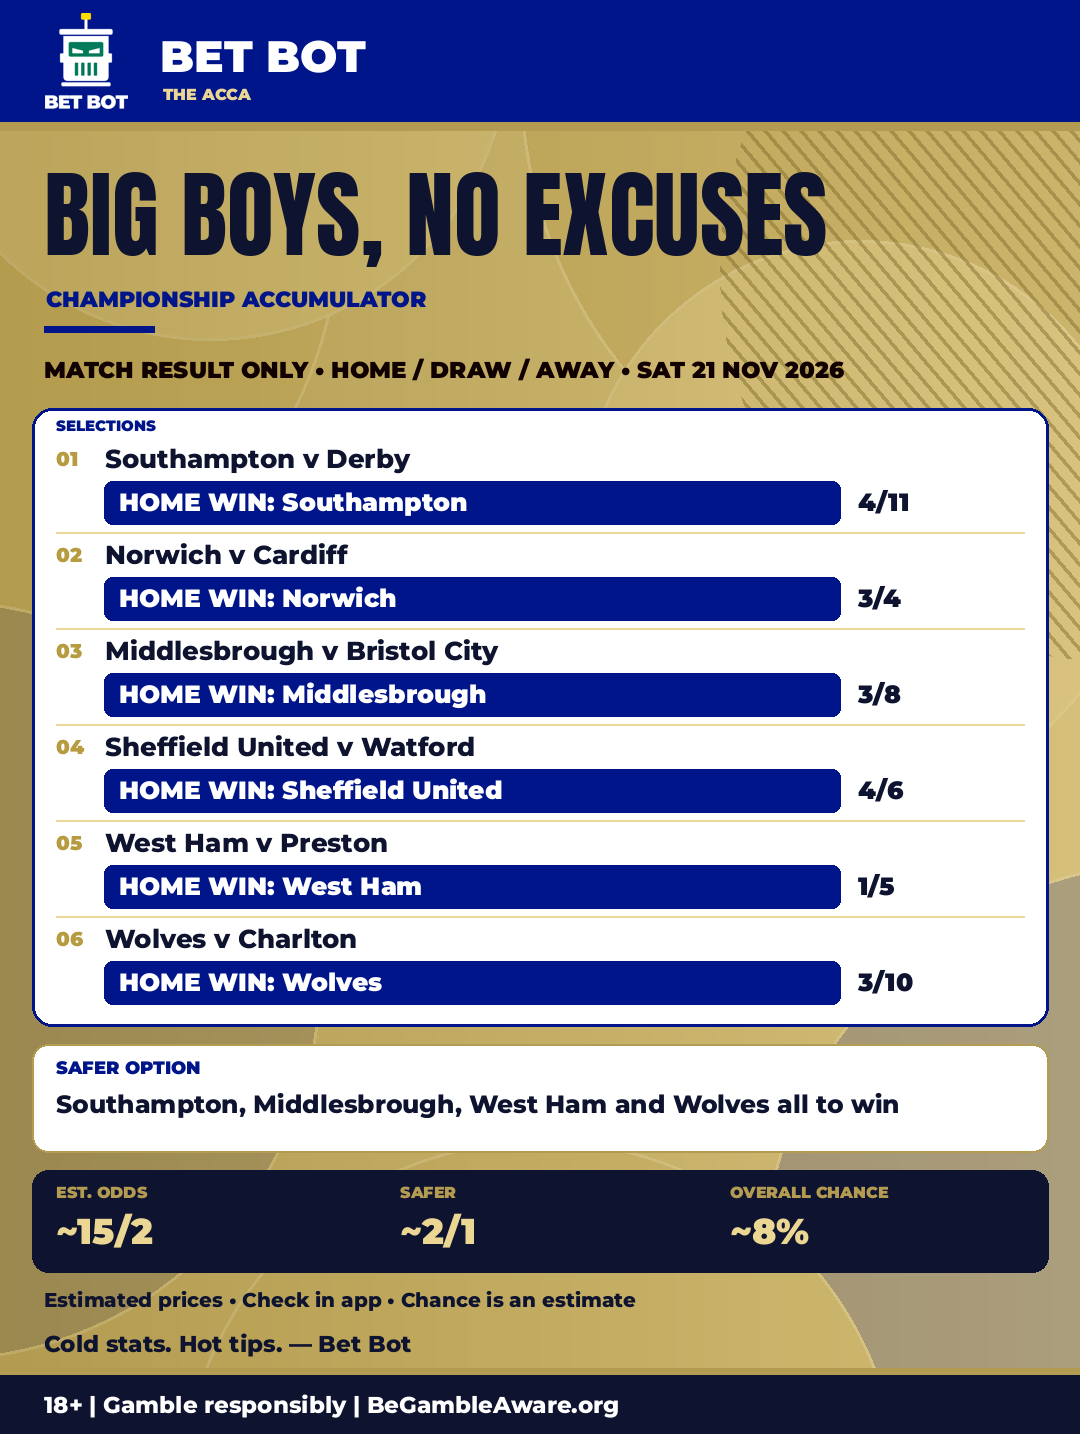 BET BOT
BET BOT
THE ACCA
BIG BOYS, NO EXCUSES
CHAMPIONSHIP ACCUMULATOR
MATCH RESULT ONLY • HOME / DRAW / AWAY • SAT 21 NOV 2026
SELECTIONS
01 Southampton v Derby
HOME WIN: Southampton 4/11
02 Norwich v Cardiff
HOME WIN: Norwich 3/4
03 Middlesbrough v Bristol City
HOME WIN: Middlesbrough 3/8
04 Sheffield United v Watford
HOME WIN: Sheffield United 4/6
05 West Ham v Preston
HOME WIN: West Ham 1/5
06 Wolves v Charlton
HOME WIN: Wolves 3/10
SAFER OPTION
Southampton, Middlesbrough, West Ham and Wolves all to win
EST. ODDS SAFER OVERALL CHANCE
~15/2 ~2/1 ~8%
Estimated prices • Check in app • Chance is an estimate
Cold stats. Hot tips. — Bet Bot
18+ | Gamble responsibly | BeGambleAware.org